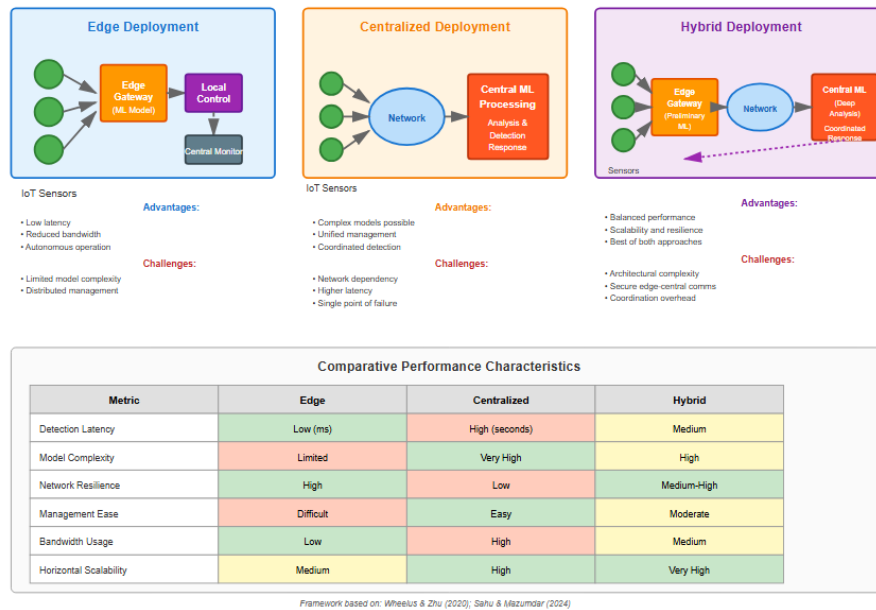 Edge Deployment
Edge
Gateway
(ML Model)
Local
Control
Central Monitor
IoT Sensors
Advantages:
• Low latency
• Reduced bandwidth
• Autonomous operation
Challenges:
• Limited model complexity
• Distributed management
Centralized Deployment
Network
Central ML
Processing
Analysis &
Detection
Response
IoT Sensors
Advantages:
• Complex models possible
• Unified management
• Coordinated detection
Challenges:
• Network dependency
• Higher latency
• Single point of failure
Hybrid Deployment
Edge
Gateway
(Preliminary
ML)
Network
Central ML
(Deep
Analysis)
Coordinated
Response
Sensors
Advantages:
• Balanced performance
• Scalability and resilience
• Best of both approaches
Challenges:
• Architectural complexity
• Secure edge-central comms
• Coordination overhead
Comparative Performance Characteristics
Metric Edge Centralized Hybrid
Detection Latency Low (ms) High (seconds) Medium
Model Complexity Limited Very High High
Network Resilience High Low Medium-High
Management Ease Difficult Easy Moderate
Bandwidth Usage Low High Medium
Horizontal Scalability Medium High Very High
Framework based on: Wheelus & Zhu (2020); Sahu & Mazumdar (2024)